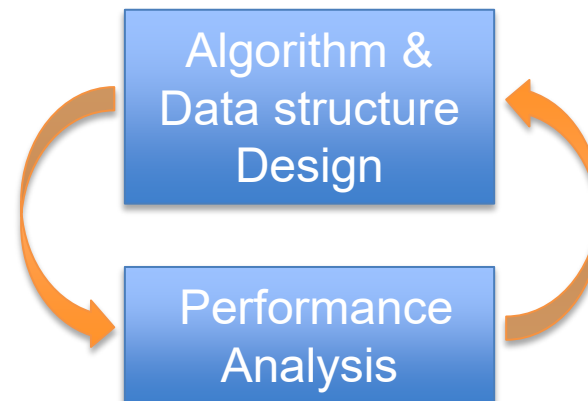 Algorithm &
Data structure
Design
Performance
Analysis